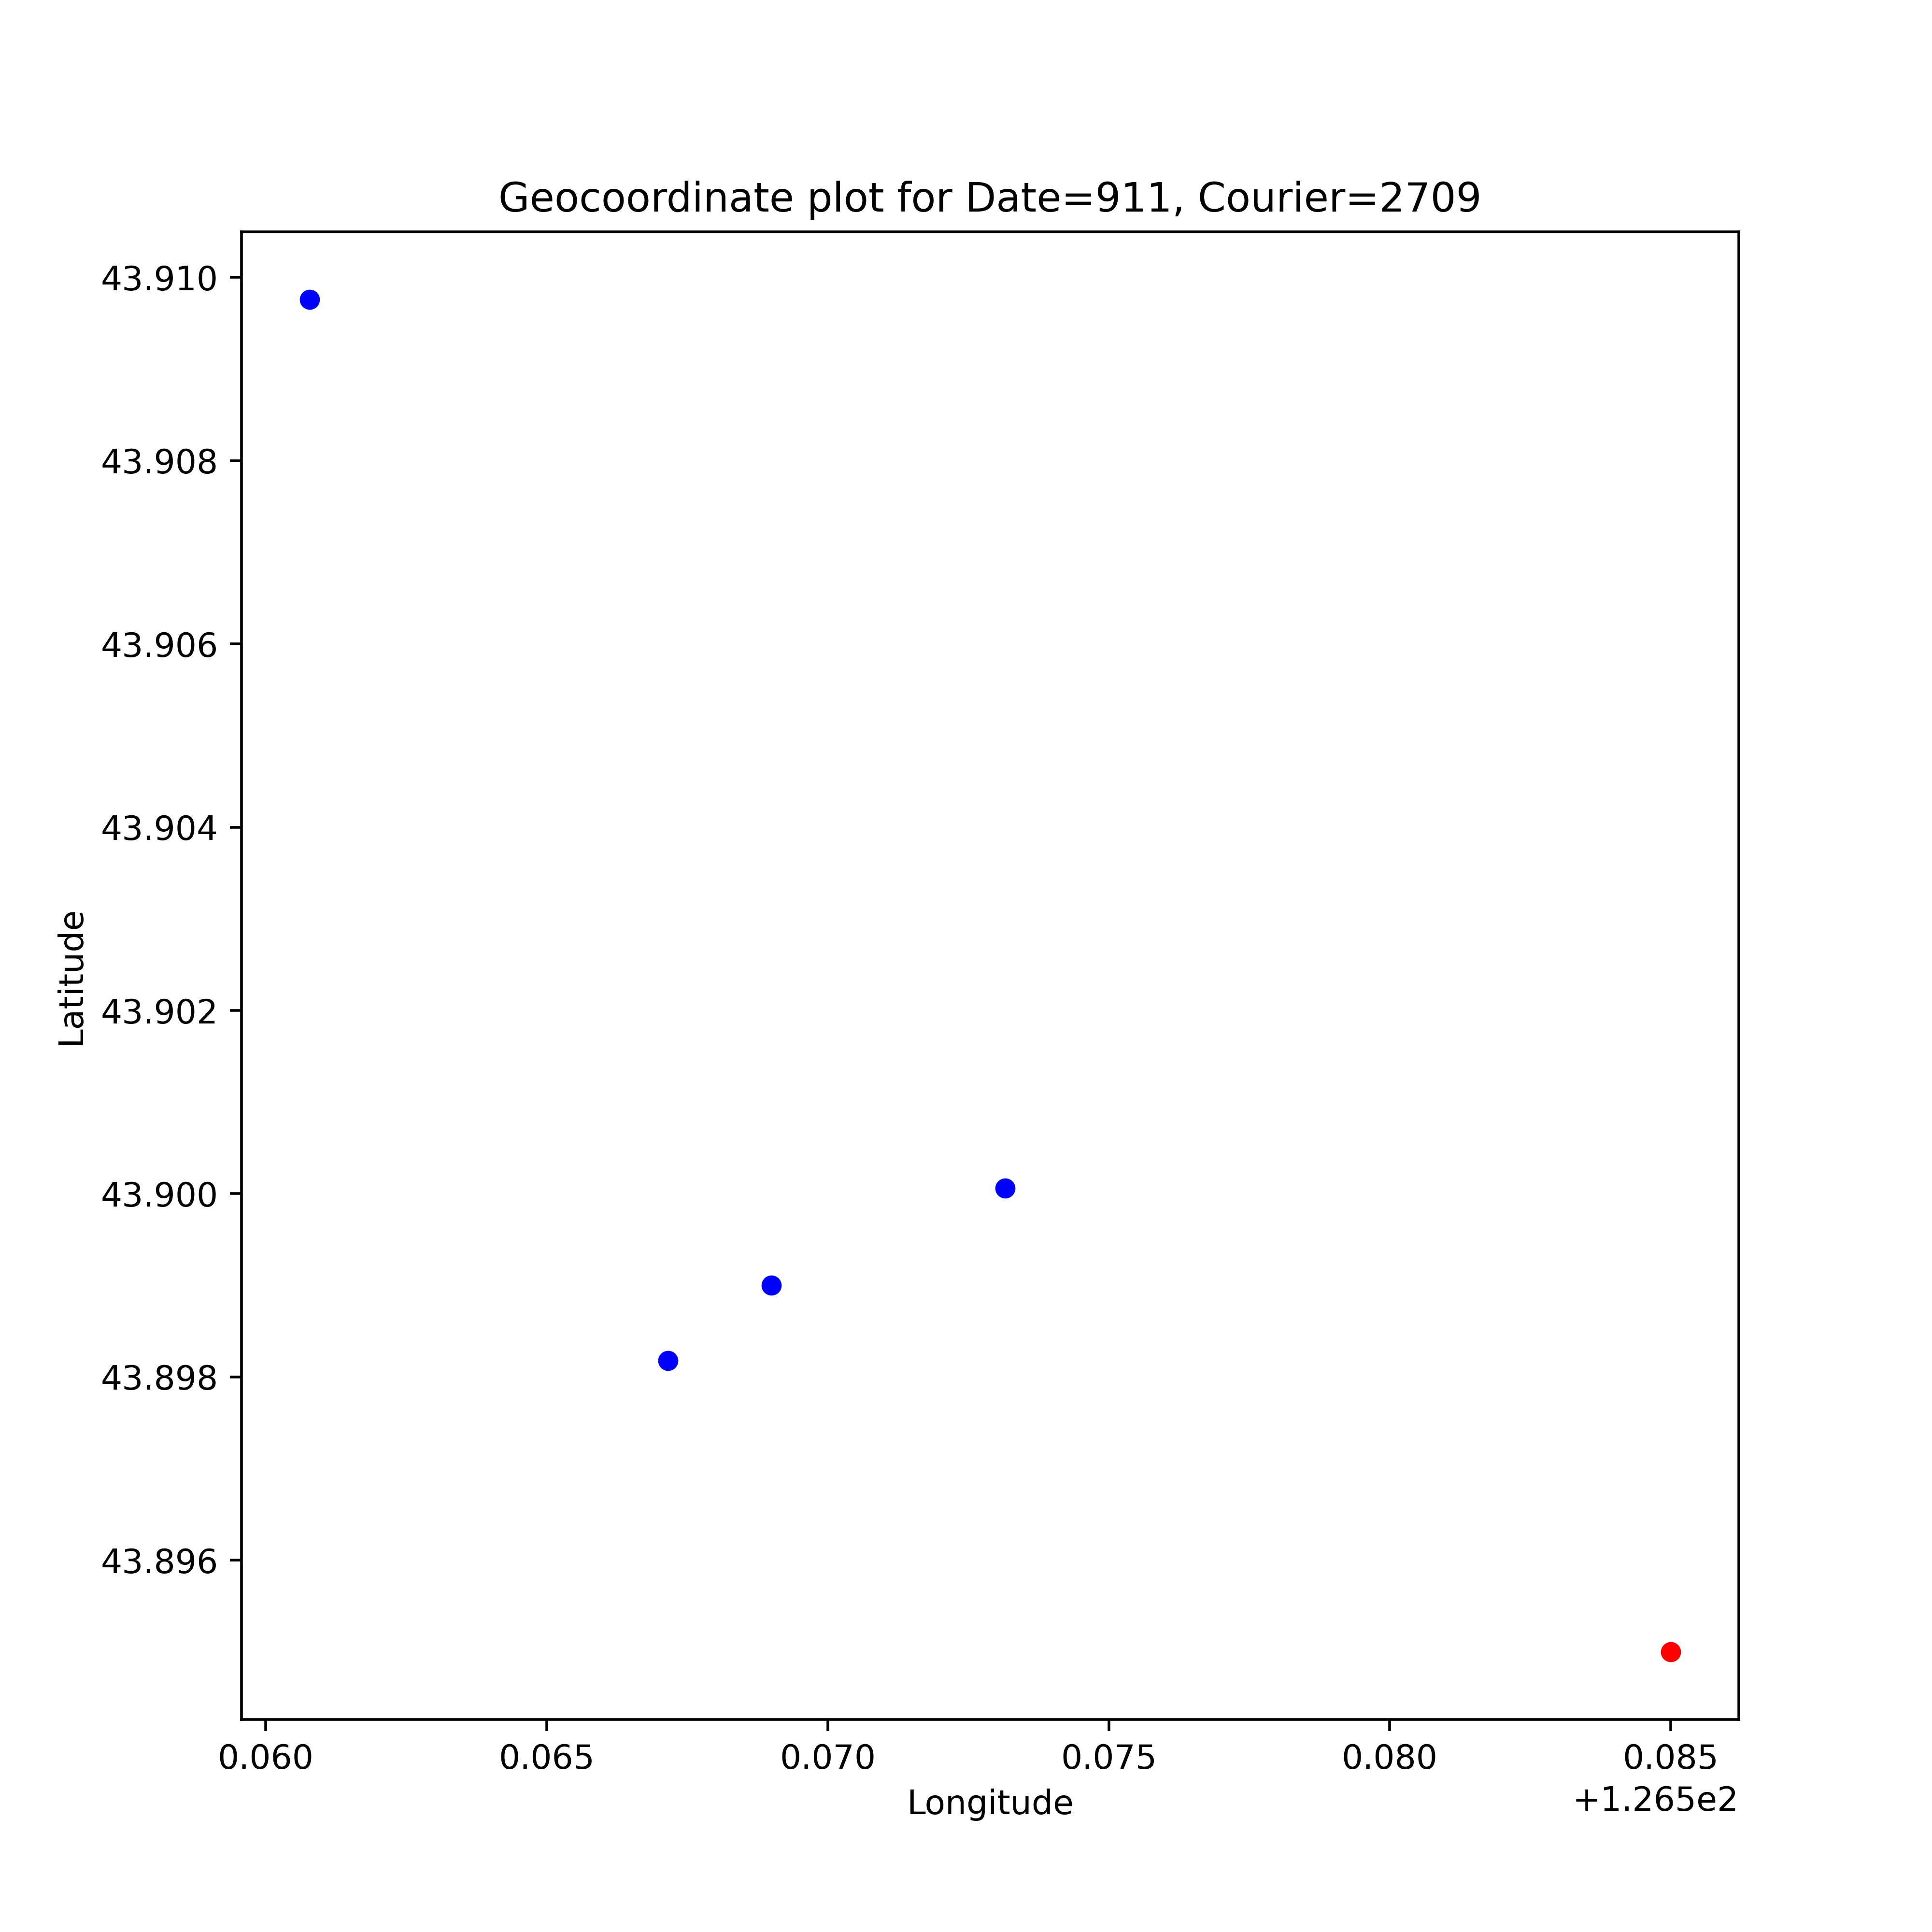 Geocoordinate plot for Date=911, Courier=2709
43.910
43.908
43.906
43.904
43.902
43.900
43.898
43.896
Latitude
0.060 0.065 0.070 0.075 0.080 0.085
+1.265e2
Longitude